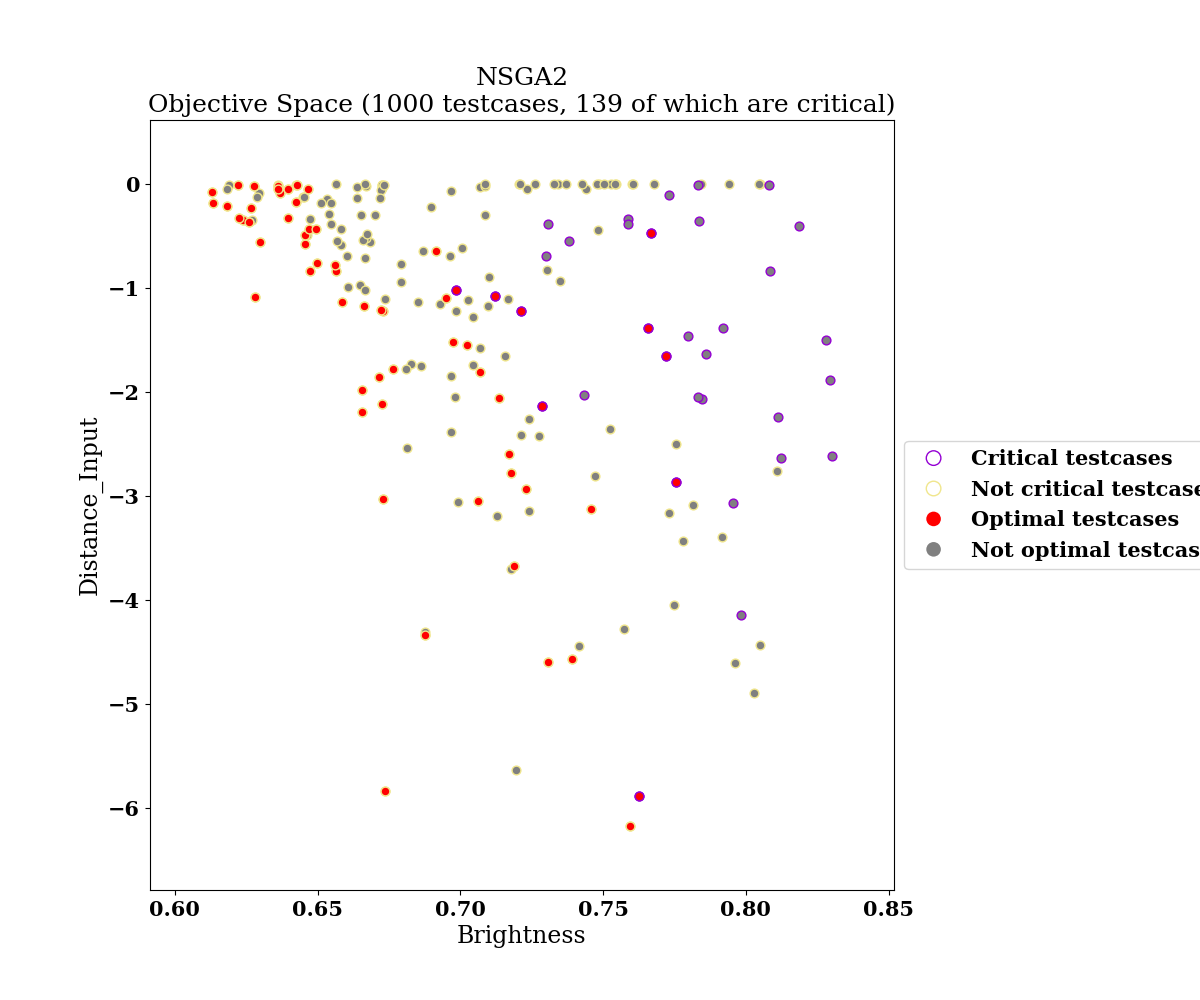 NSGA2
Objective Space (1000 testcases, 139 of which are critical)
Distance_Input
0
−1
−2
−3
−4
−5
−6
0.60 0.65 0.70 0.75 0.80 0.85
Brightness
Critical testcases
Not critical testcase
Optimal testcases
Not optimal testcas